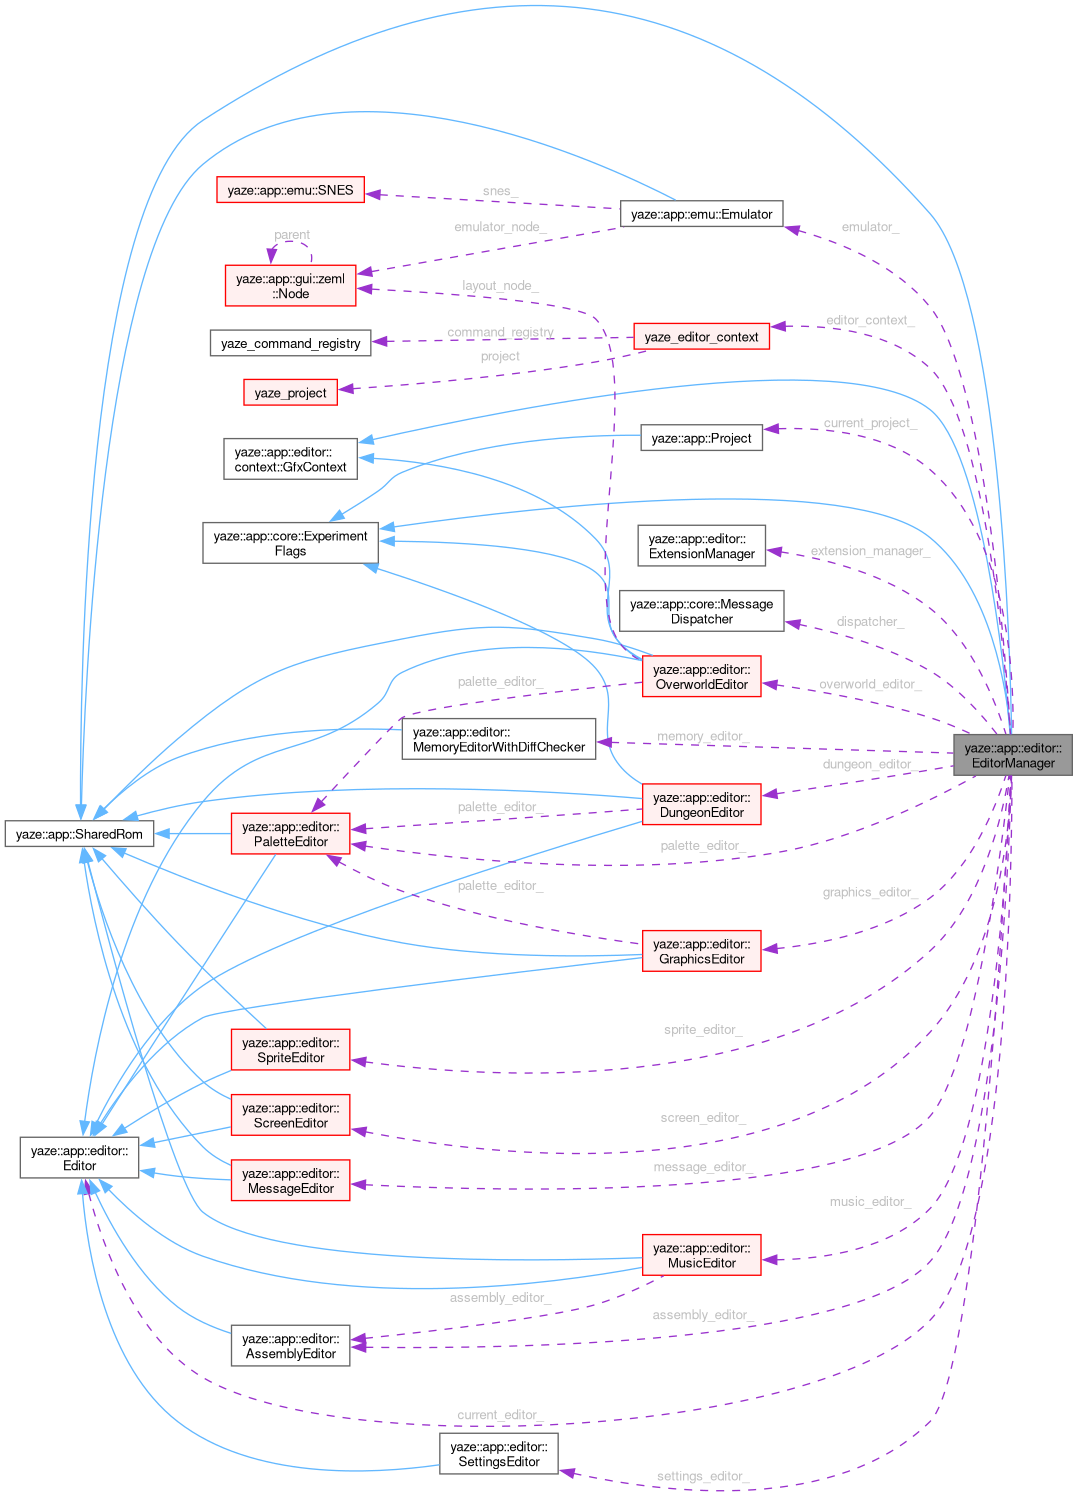 yaze::app::emu::SNES
snes_
yaze::app::emu::Emulator
emulator_
parent
emulator_node_
yaze::app::gui::zeml
::Node
layout_node_
editor_context_
yaze_command_registry
command_registry
yaze_editor_context
project
yaze_project
yaze::app::editor::
context::GfxContext
yaze::app::Project
current_project_
yaze::app::core::Experiment
Flags
yaze::app::editor::
ExtensionManager
extension_manager_
yaze::app::core::Message
Dispatcher
dispatcher_
yaze::app::editor::
OverworldEditor
overworld_editor_
palette_editor_
yaze::app::editor::
MemoryEditorWithDiffChecker
memory_editor_
yaze::app::editor::
EditorManager
dungeon_editor_
yaze::app::editor::
DungeonEditor
palette_editor_
yaze::app::SharedRom
yaze::app::editor::
PaletteEditor
palette_editor_
palette_editor_
graphics_editor_
yaze::app::editor::
GraphicsEditor
yaze::app::editor::
SpriteEditor
sprite_editor_
yaze::app::editor::
ScreenEditor
screen_editor_
yaze::app::editor::
Editor
yaze::app::editor::
MessageEditor
message_editor_
music_editor_
yaze::app::editor::
MusicEditor
assembly_editor_
assembly_editor_
yaze::app::editor::
AssemblyEditor
current_editor_
yaze::app::editor::
SettingsEditor
settings_editor_